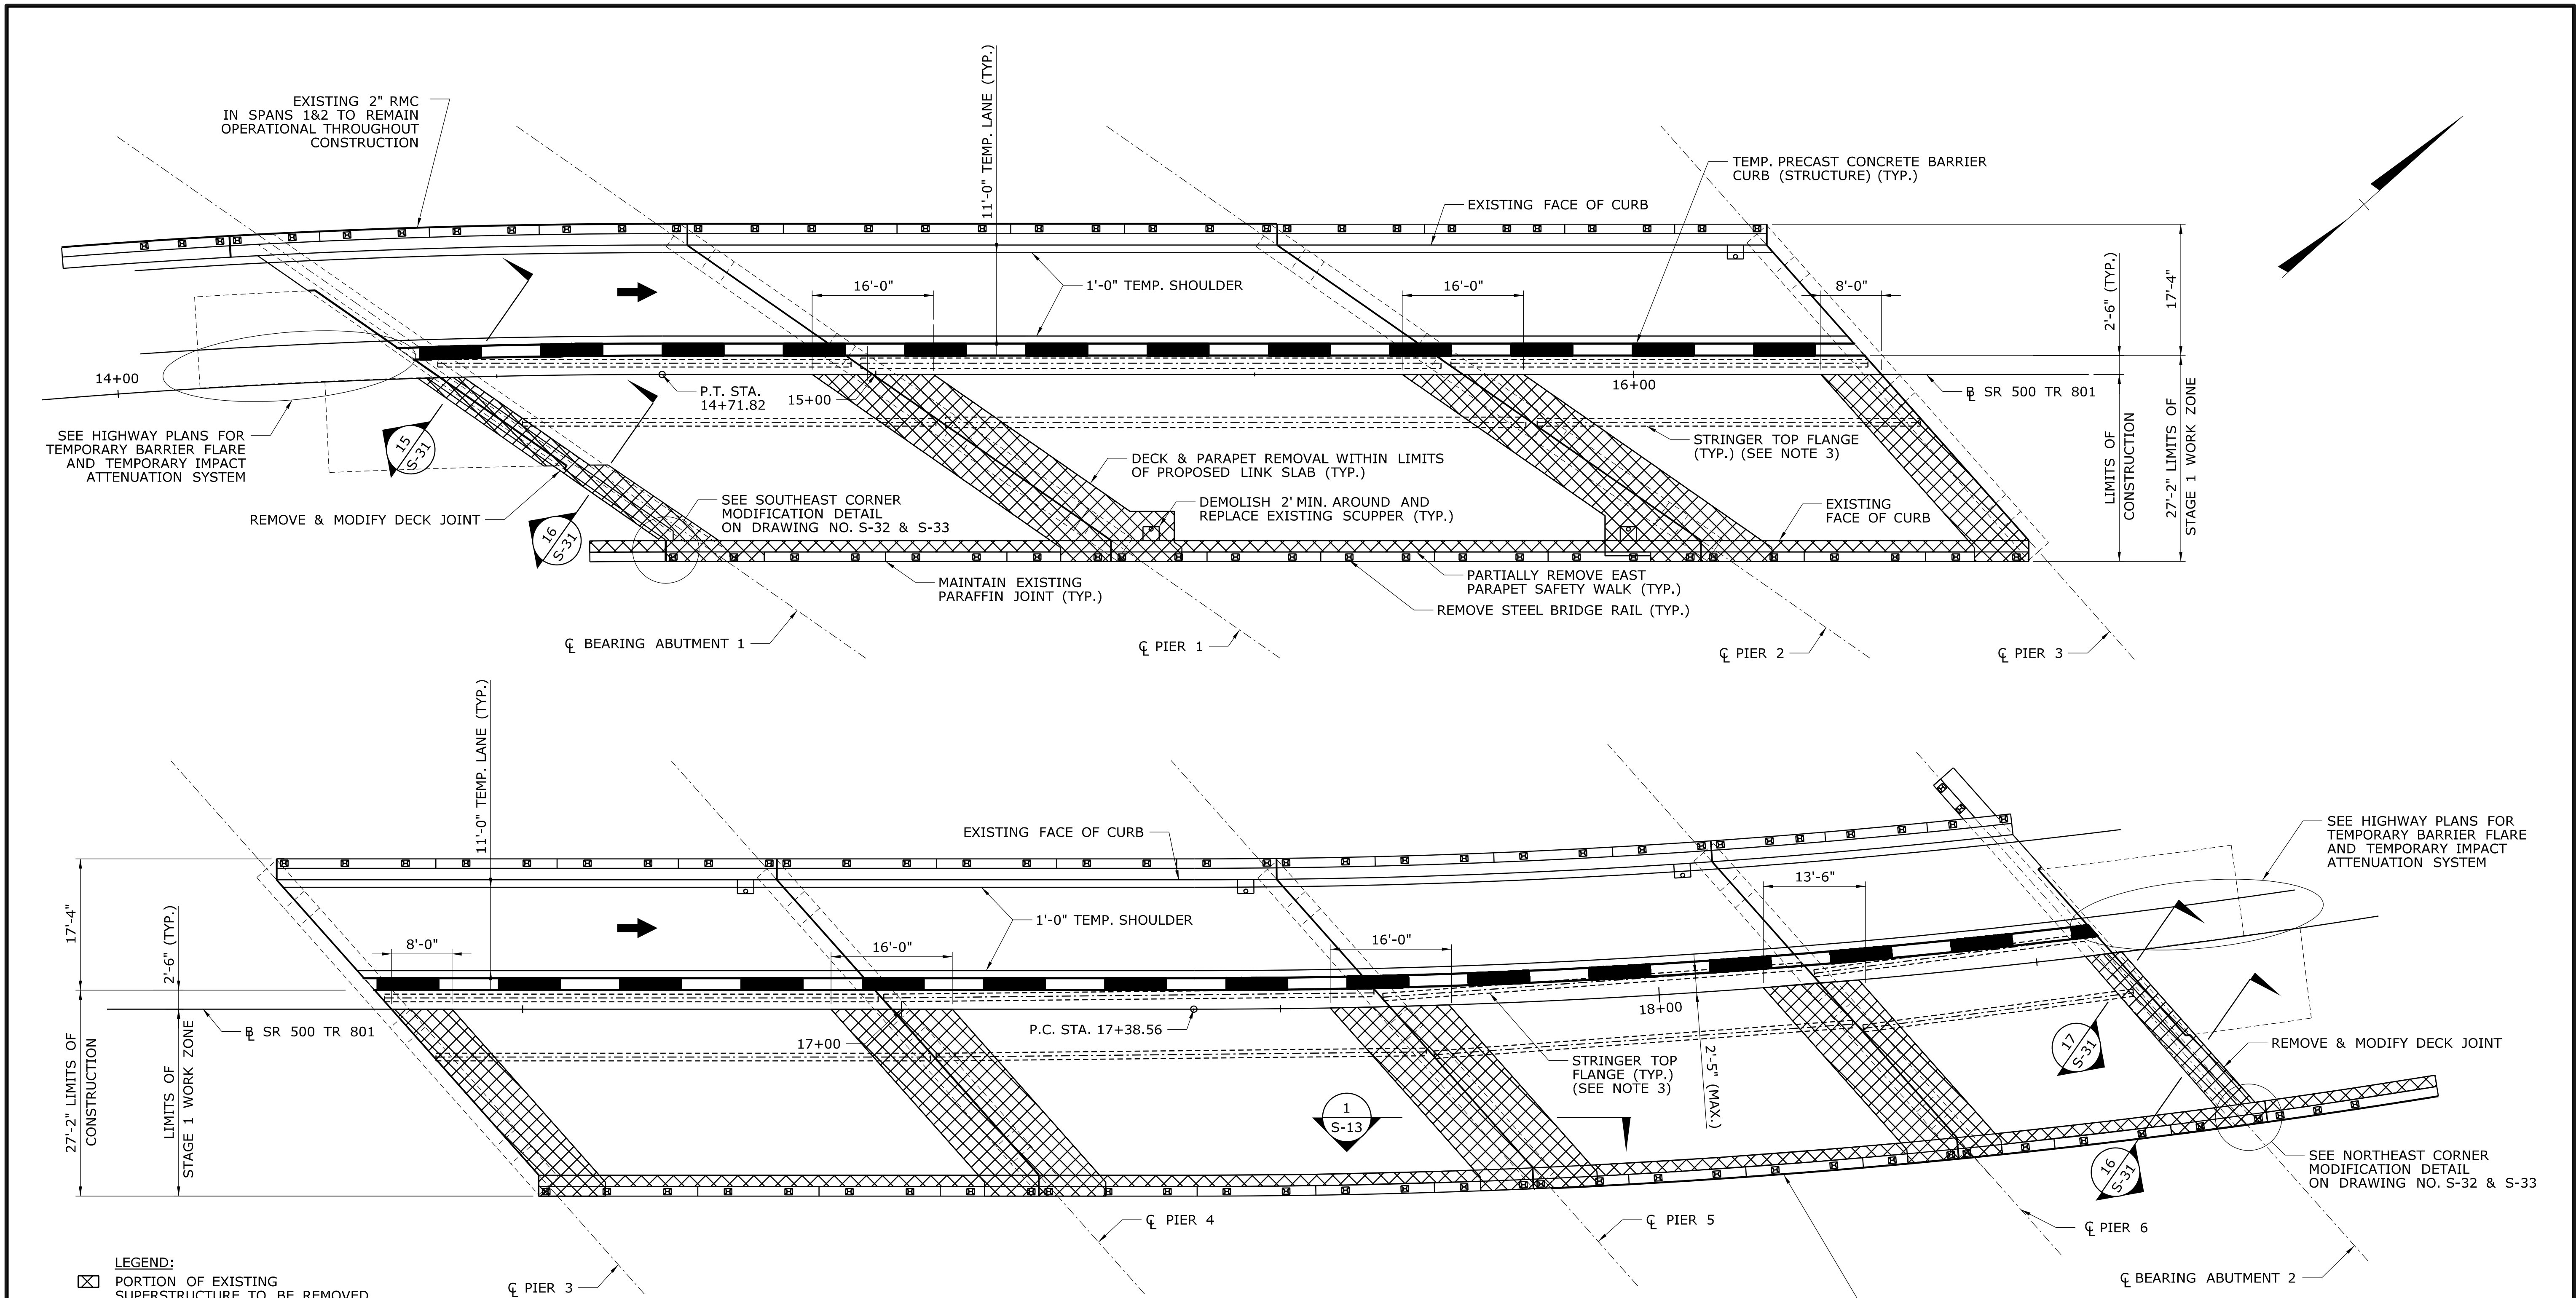 EXISTING 2" RMC
IN SPANS 1&2 TO REMAIN
OPERATIONAL THROUGHOUT
CONSTRUCTION
11'-0" TEMP. LANE (TYP.)
TEMP. PRECAST CONCRETE BARRIER
CURB (STRUCTURE) (TYP.)
EXISTING FACE OF CURB
16'-0"
1'-0" TEMP. SHOULDER
16'-0"
8'-0"
2'-6" (TYP.)
17'-4"
14+00
P.T. STA.
14+71.82
15+00
16+00
℄ SR 500 TR 801
SEE HIGHWAY PLANS FOR
TEMPORARY BARRIER FLARE
AND TEMPORARY IMPACT
ATTENUATION SYSTEM
15
S-31
STRINGER TOP FLANGE
(TYP.) (SEE NOTE 3)
DECK & PARAPET REMOVAL WITHIN LIMITS
OF PROPOSED LINK SLAB (TYP.)
LIMITS OF
CONSTRUCTION
27'-2" LIMITS OF
STAGE 1 WORK ZONE
REMOVE & MODIFY DECK JOINT
SEE SOUTHEAST CORNER
MODIFICATION DETAIL
ON DRAWING NO. S-32 & S-33
DEMOLISH 2' MIN. AROUND AND
REPLACE EXISTING SCUPPER (TYP.)
EXISTING
FACE OF CURB
16
S-31
MAINTAIN EXISTING
PARAFFIN JOINT (TYP.)
PARTIALLY REMOVE EAST
PARAPET SAFETY WALK (TYP.)
REMOVE STEEL BRIDGE RAIL (TYP.)
℄ BEARING ABUTMENT 1
℄ PIER 1
℄ PIER 2
℄ PIER 3
11'-0" TEMP. LANE (TYP.)
EXISTING FACE OF CURB
SEE HIGHWAY PLANS FOR
TEMPORARY BARRIER FLARE
AND TEMPORARY IMPACT
ATTENUATION SYSTEM
17'-4"
2'-6" (TYP.)
8'-0"
16'-0"
1'-0" TEMP. SHOULDER
16'-0"
13'-6"
℄ SR 500 TR 801
17+00
P.C. STA. 17+38.56
18+00
27'-2" LIMITS OF
CONSTRUCTION
LIMITS OF
STAGE 1 WORK ZONE
STRINGER TOP
FLANGE (TYP.)
(SEE NOTE 3)
2'-5" (MAX.)
17
S-31
REMOVE & MODIFY DECK JOINT
1
S-13
16
S-31
SEE NORTHEAST CORNER
MODIFICATION DETAIL
ON DRAWING NO. S-32 & S-33
℄ PIER 4
℄ PIER 5
℄ PIER 6
℄ BEARING ABUTMENT 2
℄ PIER 3
LEGEND:
PORTION OF EXISTING
SUPERSTRUCTURE TO BE REMOVED